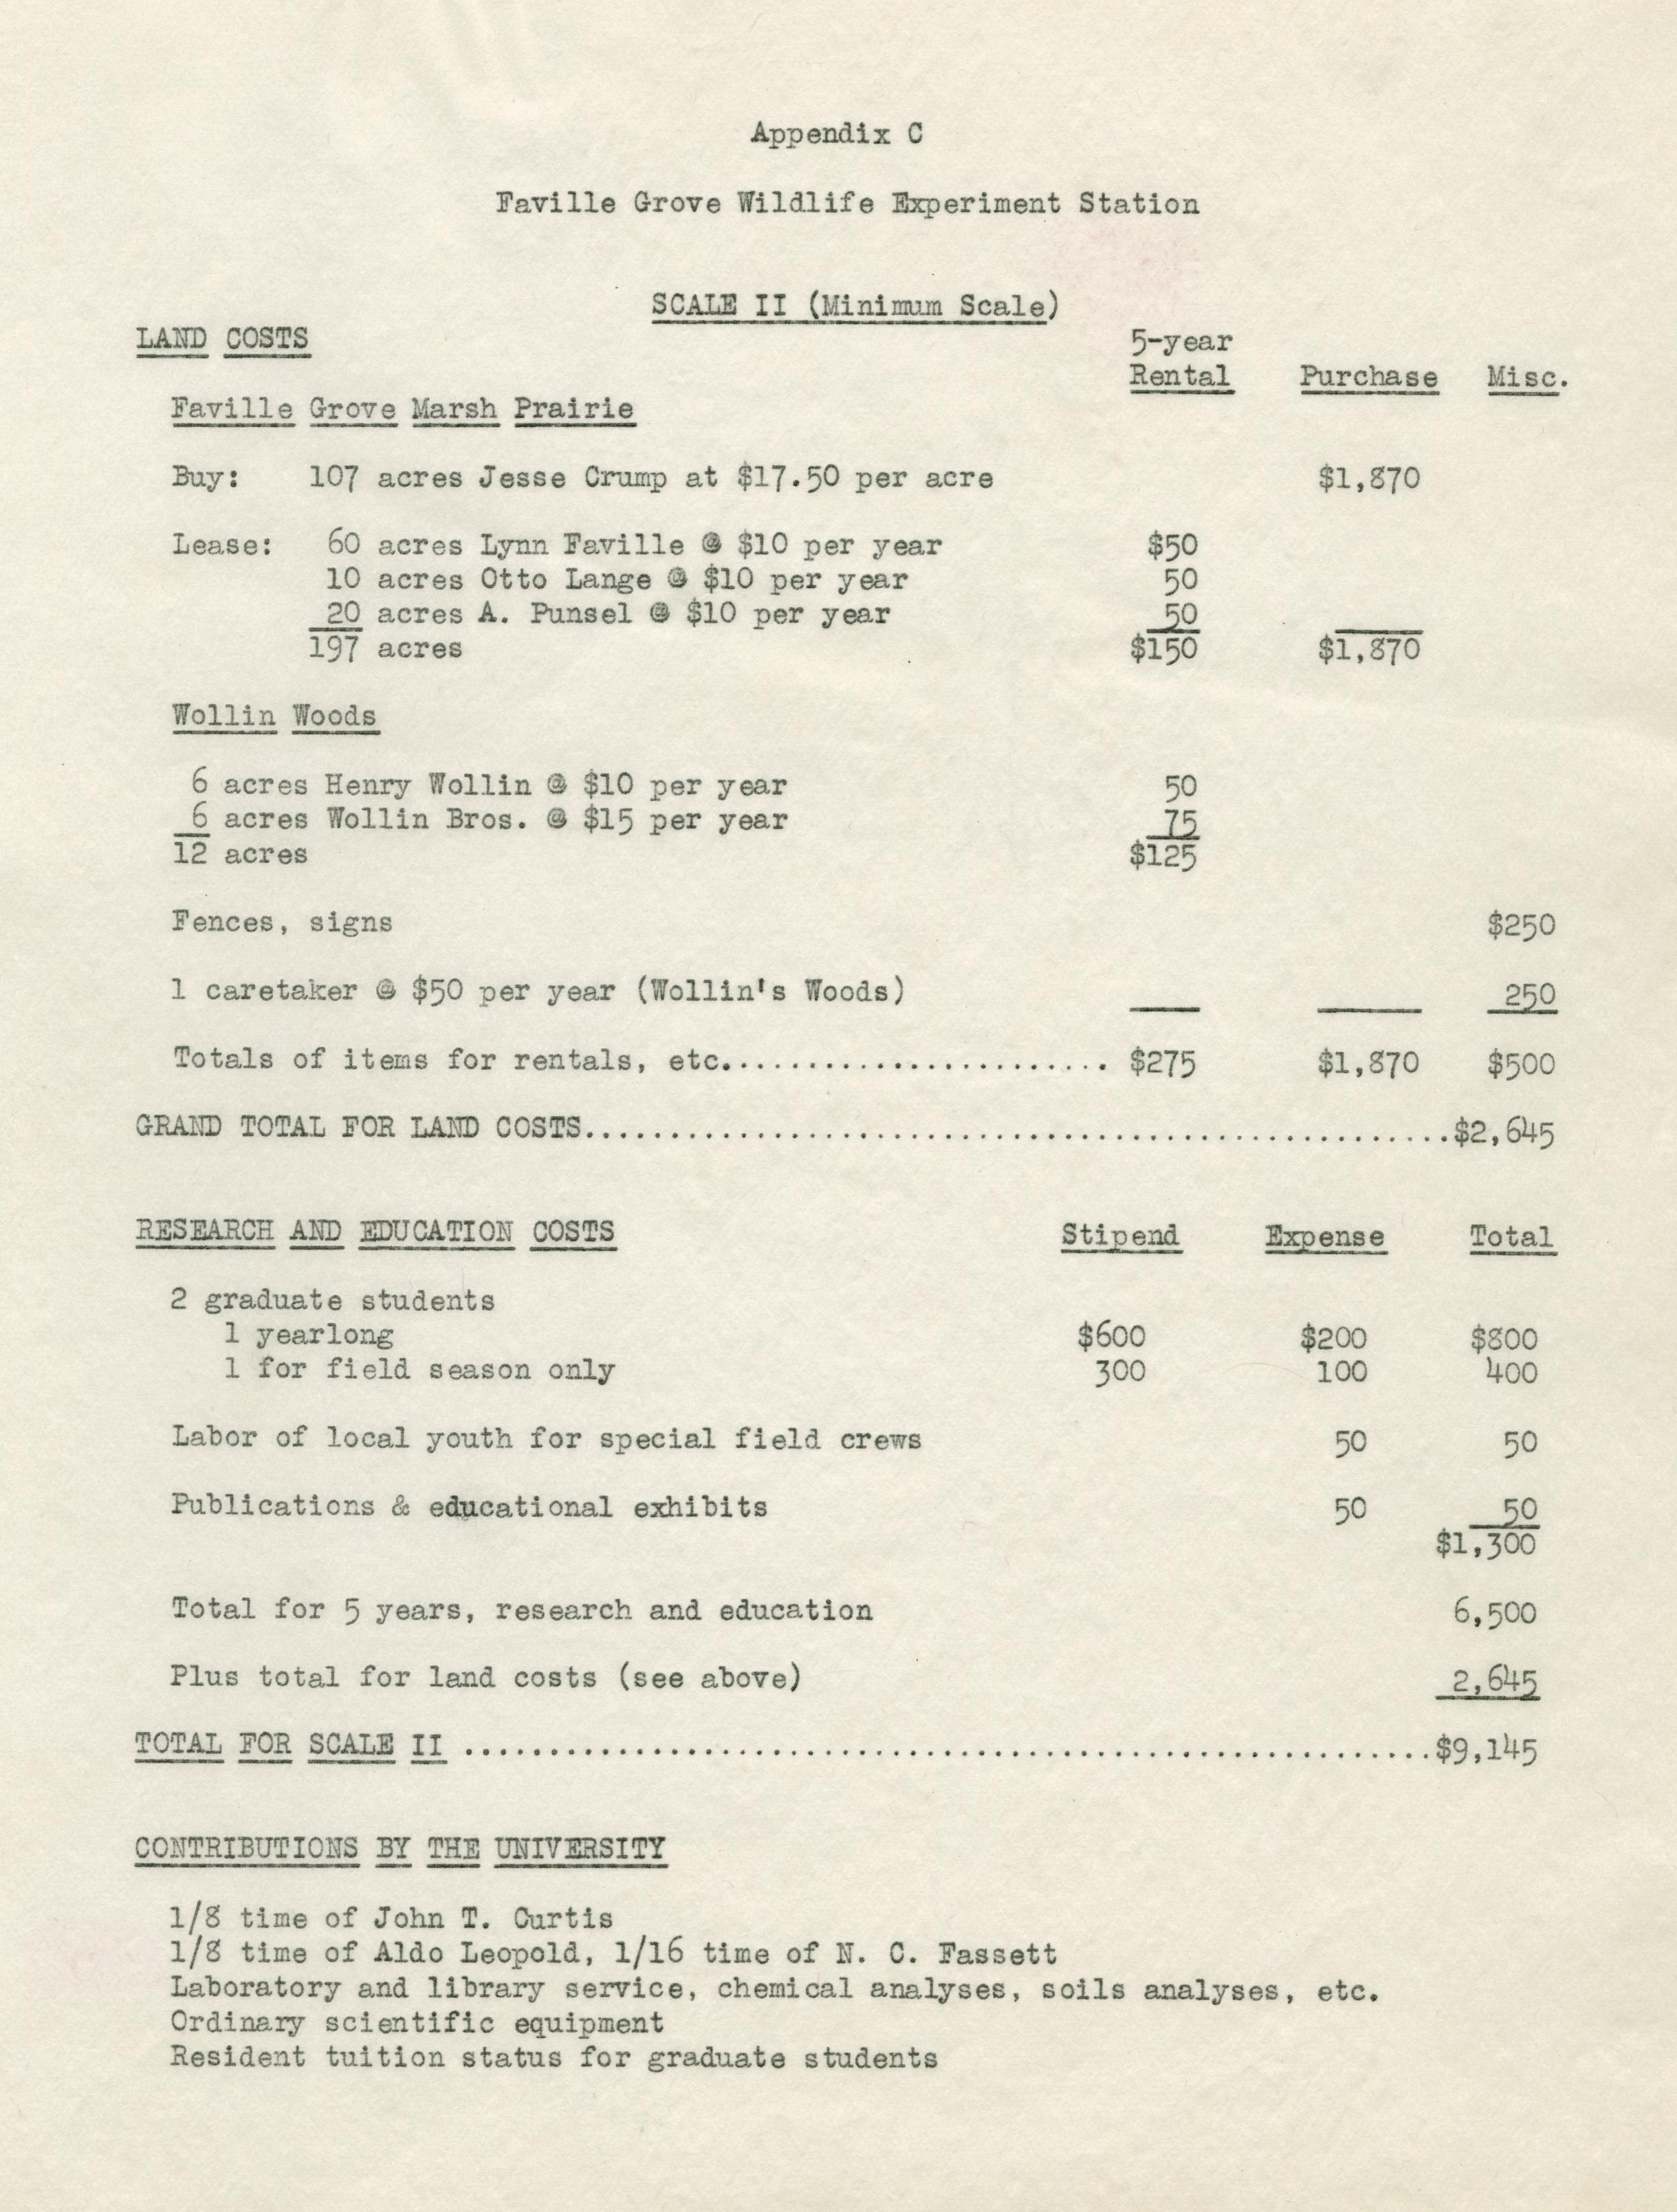 Appendix C
Faville Grove Wildlife Experiment Station
SCALE II (Minimum Scale)
LAND COSTS
5-year
Rental Purchase Misc.
Faville Grove Marsh Prairie
Buy: 107 acres Jesse Crump at $17.50 per acre $1,870
Lease: 60 acres Lynn Faville @ $10 per year $50
10 acres Otto Lange @ $10 per year 50
20 acres A. Punsel @ $10 per year 50
197 acres $150 $1,870
Wollin Woods
6 acres Henry Wollin @ $10 per year 50
6 acres Wollin Bros. @ $15 per year 75
12 acres $125
Fences, signs $250
1 caretaker @ $50 per year (Wollin's Woods) 250
Totals of items for rentals, etc....................... $275 $1,870 $500
GRAND TOTAL FOR LAND COSTS..................................................$2,645
RESEARCH AND EDUCATION COSTS Stipend Expense Total
2 graduate students
1 yearlong $600 $200 $800
1 for field season only 300 100 400
Labor of local youth for special field crews 50 50
Publications & educational exhibits 50 50
$1,300
Total for 5 years, research and education 6,500
Plus total for land costs (see above) 2,645
TOTAL FOR SCALE II .........................................................$9,145
CONTRIBUTIONS BY THE UNIVERSITY
1/8 time of John T. Curtis
1/8 time of Aldo Leopold, 1/16 time of N. C. Fassett
Laboratory and library service, chemical analyses, soils analyses, etc.
Ordinary scientific equipment
Resident tuition status for graduate students